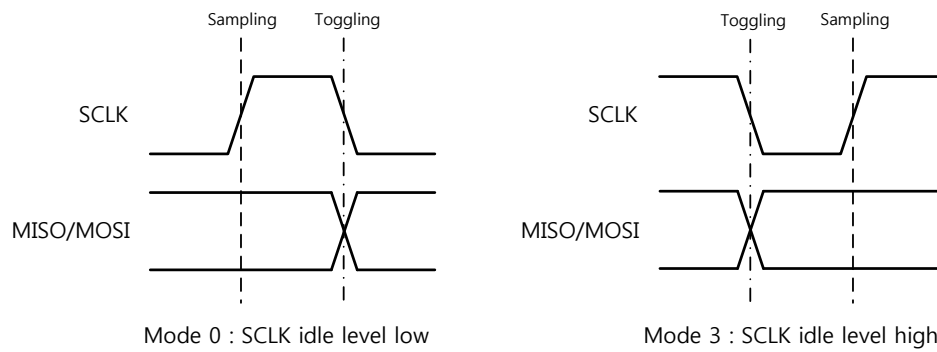 Sampling Toggling
SCLK
MISO/MOSI
Mode 0 : SCLK idle level low
Toggling Sampling
SCLK
MISO/MOSI
Mode 3 : SCLK idle level high